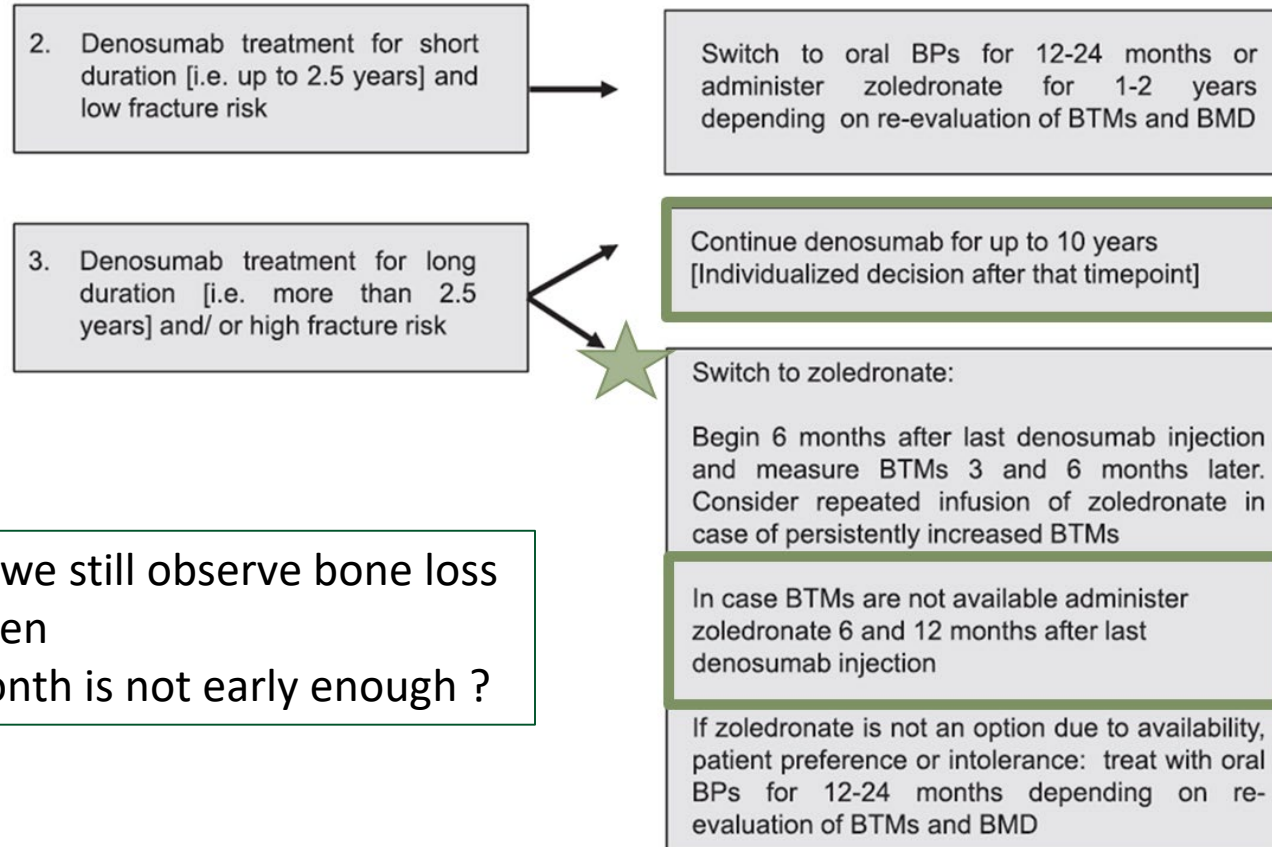 2. Denosumab treatment for short
duration [i.e. up to 2.5 years] and
low fracture risk
Switch to oral BPs for 12-24 months or
administer zoledronate for 1-2 years
depending on re-evaluation of BTMs and BMD
3. Denosumab treatment for long
duration [i.e. more than 2.5
years] and/ or high fracture risk
Continue denosumab for up to 10 years
[Individualized decision after that timepoint]
Switch to zoledronate:
Begin 6 months after last denosumab injection
and measure BTMs 3 and 6 months later.
Consider repeated infusion of zoledronate in
case of persistently increased BTMs
we still observe bone loss
onth is not early enough ?
In case BTMs are not available administer
zoledronate 6 and 12 months after last
denosumab injection
If zoledronate is not an option due to availability,
patient preference or intolerance: treat with oral
BPs for 12-24 months depending on re-
evaluation of BTMs and BMD